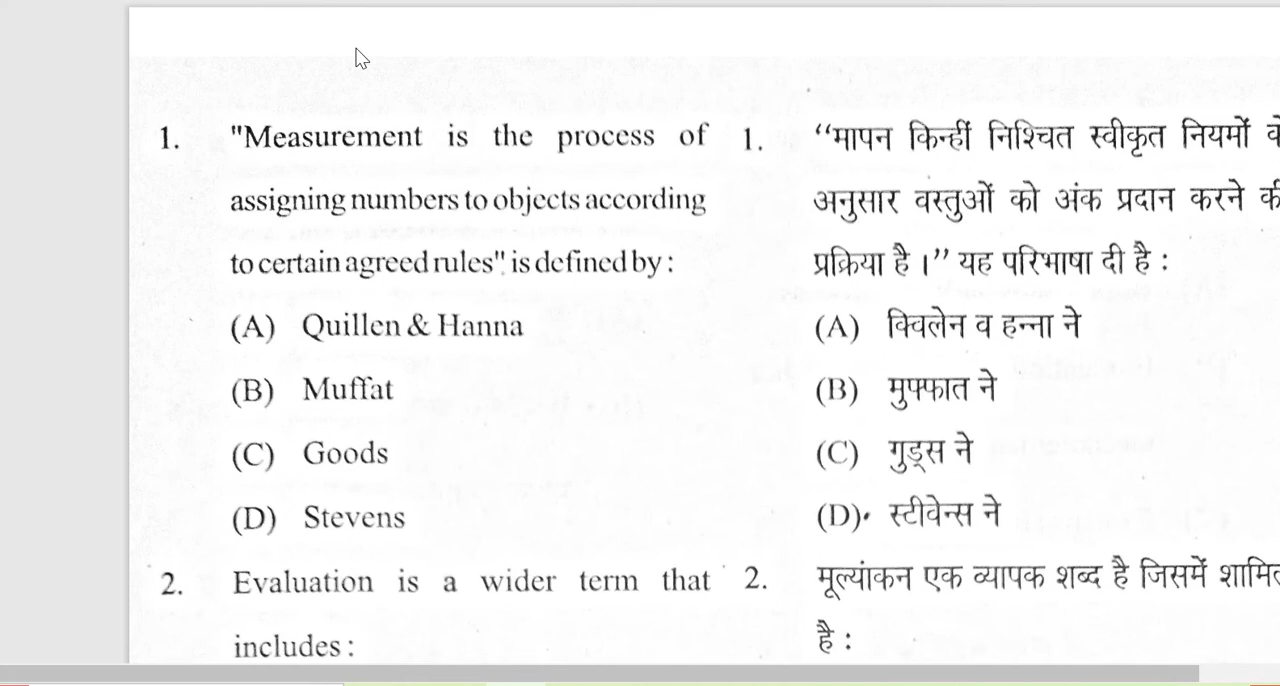 1. "Measurement is the process of
assigning numbers to objects according
to certain agreed rules" is defined by :
(A) Quillen & Hanna
(B) Muffat
(C) Goods
(D) Stevens
2. Evaluation is a wider term that
includes :
1. “मापन किन्हीं निश्चित स्वीकृत नियमों
अनुसार वस्तुओं को अंक प्रदान करने की
प्रक्रिया है ।” यह परिभाषा दी है :
(A) क्विलेन व हन्ना ने
(B) मुफ्फात ने
(C) गुड्स ने
(D) स्टीवेन्स ने
2. मूल्यांकन एक व्यापक शब्द है जिसमें
है :